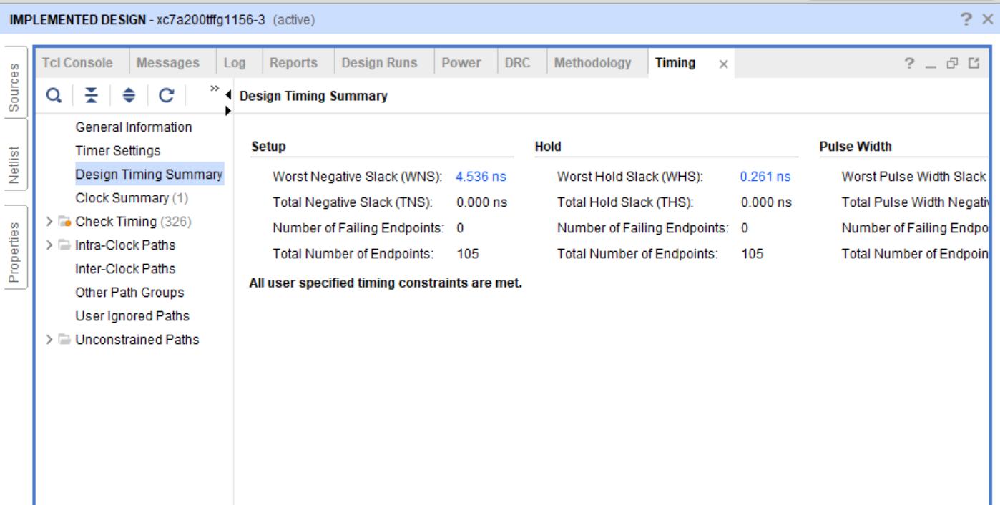 IMPLEMENTED DESIGN - xc7a200tffg1156-3 (active) ? ×
Sources
Netlist
Properties
Tcl Console Messages Log Reports Design Runs Power DRC Methodology Timing × ?
» Design Timing Summary
General Information
Timer Settings
Design Timing Summary
Clock Summary (1)
Check Timing (326)
Intra-Clock Paths
Inter-Clock Paths
Other Path Groups
User Ignored Paths
Unconstrained Paths
Setup Hold Pulse Width
Worst Negative Slack (WNS): 4.536 ns Worst Hold Slack (WHS): 0.261 ns Worst Pulse Width Slack
Total Negative Slack (TNS): 0.000 ns Total Hold Slack (THS): 0.000 ns Total Pulse Width Negativ
Number of Failing Endpoints: 0 Number of Failing Endpoints: 0 Number of Failing Endpo
Total Number of Endpoints: 105 Total Number of Endpoints: 105 Total Number of Endpoin
All user specified timing constraints are met.